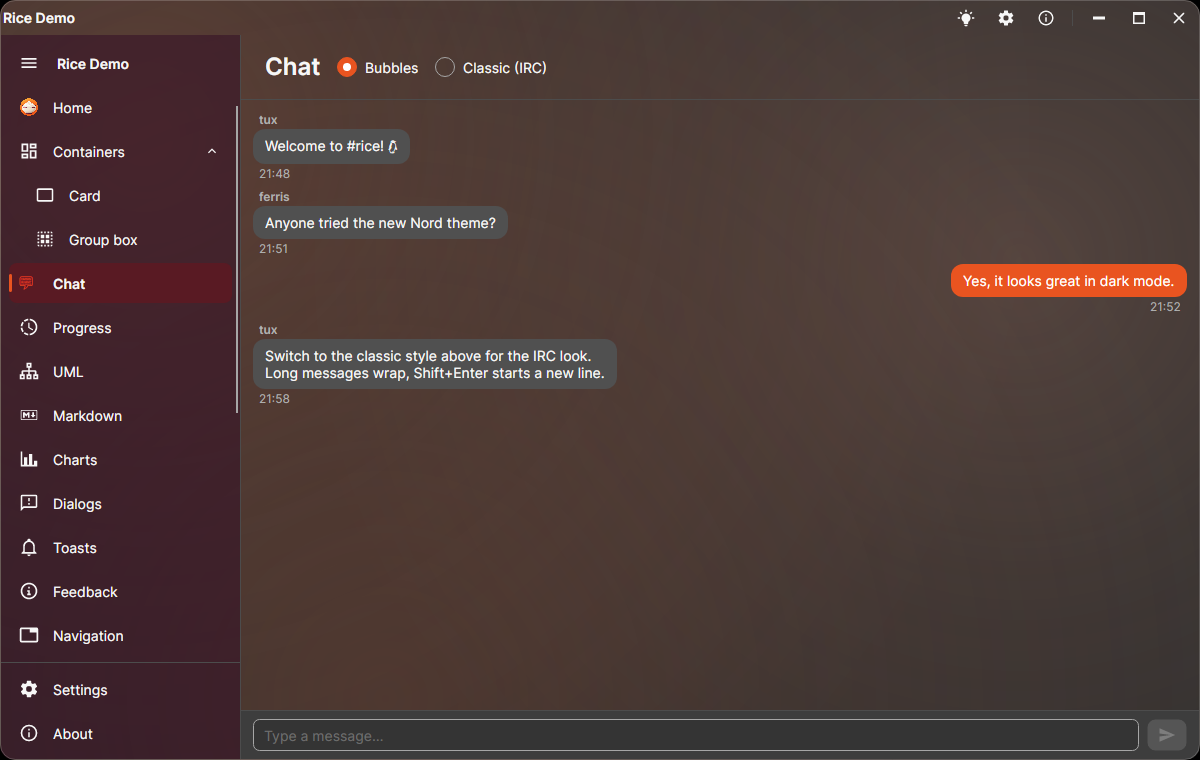 Rice Demo
Rice Demo
Home
Containers
Card
Group box
Chat
Progress
UML
Markdown
Charts
Dialogs
Toasts
Feedback
Navigation
Settings
About
Chat
Bubbles
Classic (IRC)
tux
Welcome to #rice! 🐧
21:48
ferris
Anyone tried the new Nord theme?
21:51
Yes, it looks great in dark mode.
21:52
tux
Switch to the classic style above for the IRC look.
Long messages wrap, Shift+Enter starts a new line.
21:58
Type a message...